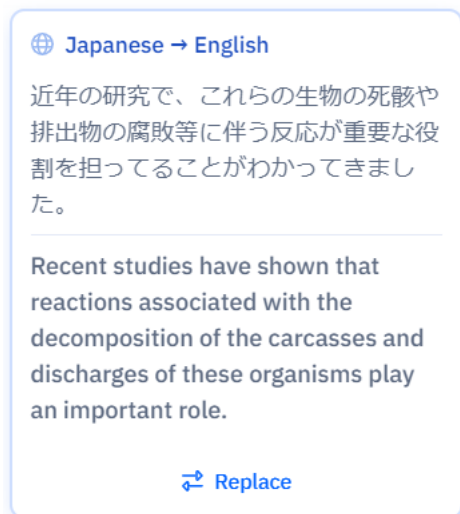 Japanese → English
近年の研究で、これらの生物の死骸や
排出物の腐敗等に伴う反応が重要な役
割を担ってることがわかってきまし
た。
Recent studies have shown that
reactions associated with the
decomposition of the carcasses and
discharges of these organisms play
an important role.
Replace